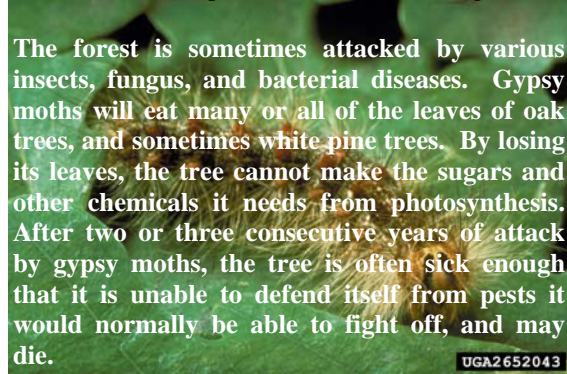 The forest is sometimes attacked by various
insects, fungus, and bacterial diseases. Gypsy
moths will eat many or all of the leaves of oak
trees, and sometimes white pine trees. By losing
its leaves, the tree cannot make the sugars and
other chemicals it needs from photosynthesis.
After two or three consecutive years of attack
by gypsy moths, the tree is often sick enough
that it is unable to defend itself from pests it
would normally be able to fight off, and may
die.
UGA2652043